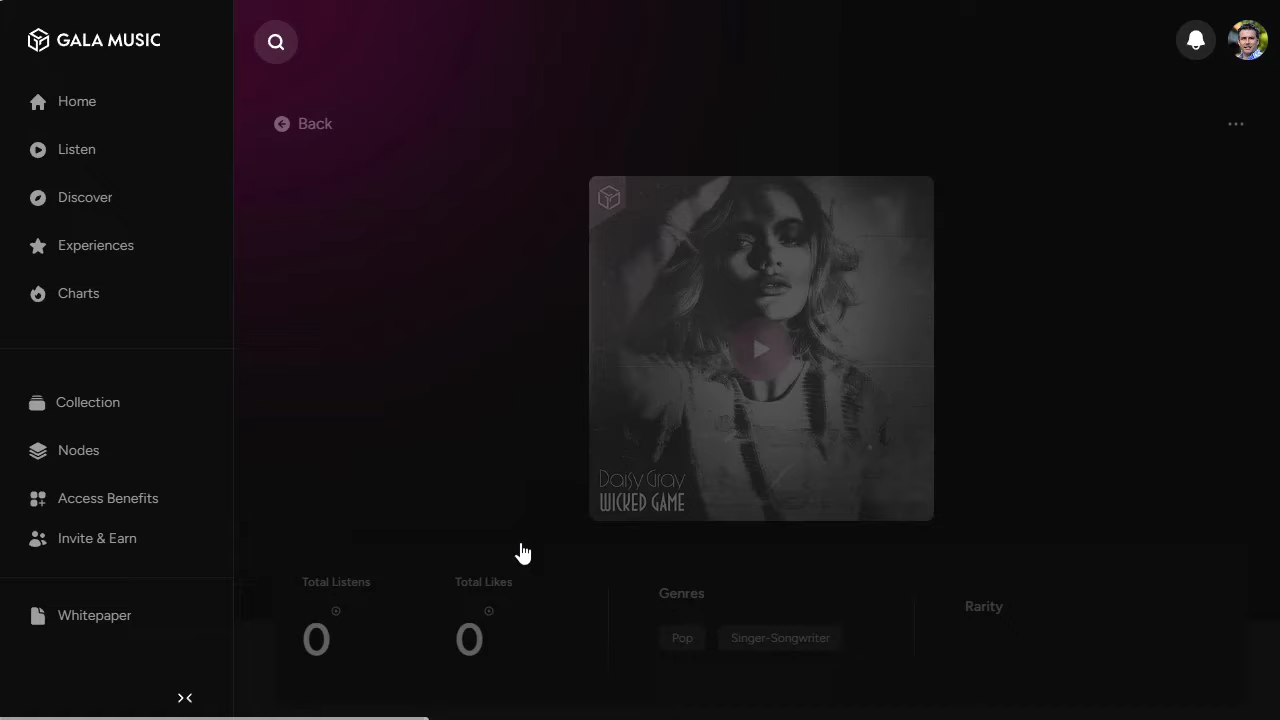 GALA MUSIC
Home
Listen
Discover
Experiences
Charts
Collection
Nodes
Access Benefits
Invite & Earn
Whitepaper
Back
Daisy Gray
WICKED GAME
Total Listens
0
Total Likes
0
Genres
Pop
Singer-Songwriter
Rarity